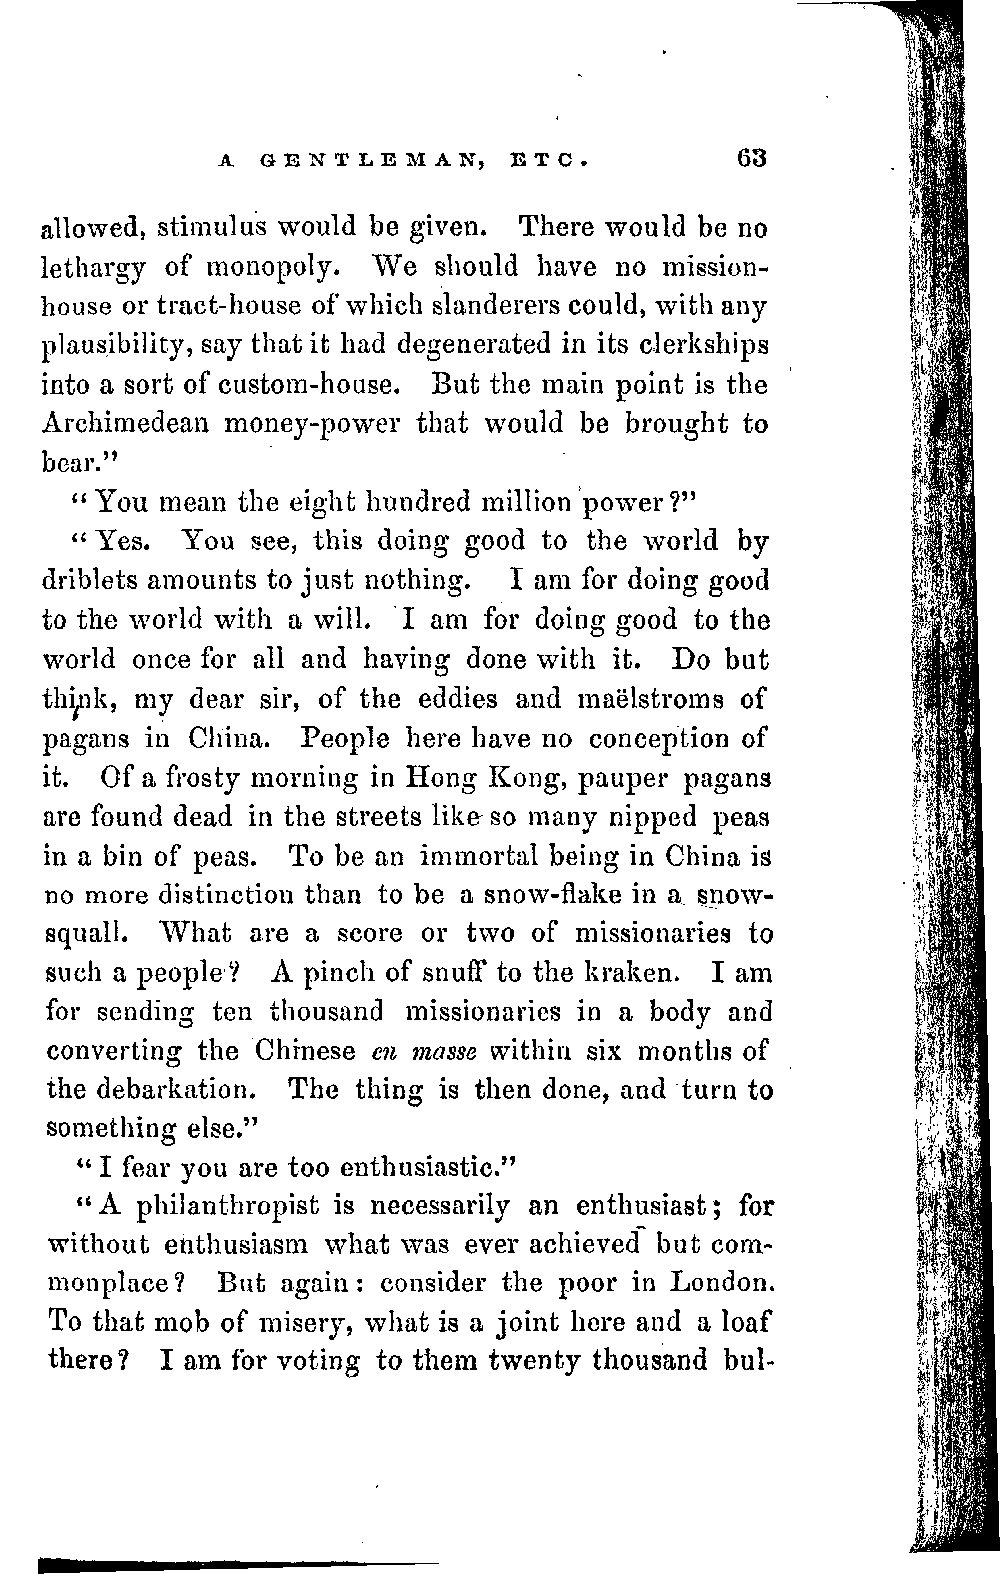 A GENTLEMAN, ETC. 63
allowed, stimulus would be given. There would be no
lethargy of monopoly. We should have no mission-
house or tract-house of which slanderers could, with any
plausibility, say that it had degenerated in its clerkships
into a sort of custom-house. But the main point is the
Archimedean money-power that would be brought to
bear."
"You mean the eight hundred million power?"
"Yes. You see, this doing good to the world by
driblets amounts to just nothing. I am for doing good
to the world with a will. I am for doing good to the
world once for all and having done with it. Do but
think, my dear sir, of the eddies and maëlstroms of
pagans in China. People here have no conception of
it. Of a frosty morning in Hong Kong, pauper pagans
are found dead in the streets like so many nipped peas
in a bin of peas. To be an immortal being in China is
no more distinction than to be a snow-flake in a snow-
squall. What are a score or two of missionaries to
such a people? A pinch of snuff to the kraken. I am
for sending ten thousand missionaries in a body and
converting the Chinese en masse within six months of
the debarkation. The thing is then done, and turn to
something else."
"I fear you are too enthusiastic."
"A philanthropist is necessarily an enthusiast; for
without enthusiasm what was ever achieved but com-
monplace? But again: consider the poor in London.
To that mob of misery, what is a joint here and a loaf
there? I am for voting to them twenty thousand bul-